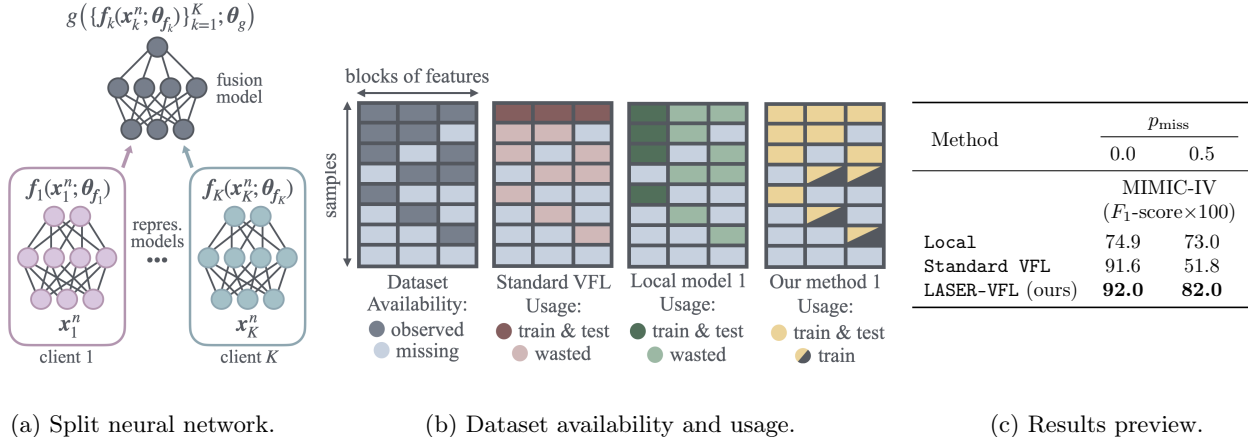 g({f_k(x_k^n; θ_{f_k})}_{k=1}^K; θ_g)
fusion
model
f_1(x_1^n; θ_{f_1})
f_K(x_K^n; θ_{f_K})
repres.
models
•••
x_1^n
x_K^n
client 1
client K
(a) Split neural network.
blocks of features
samples
Dataset
Availability:
observed
missing
Standard VFL
Usage:
train & test
wasted
Local model 1
Usage:
train & test
wasted
Our method 1
Usage:
train & test
train
(b) Dataset availability and usage.
Method p_miss
0.0 0.5
MIMIC-IV
(F_1-score×100)
Local 74.9 73.0
Standard VFL 91.6 51.8
LASER-VFL (ours) 92.0 82.0
(c) Results preview.